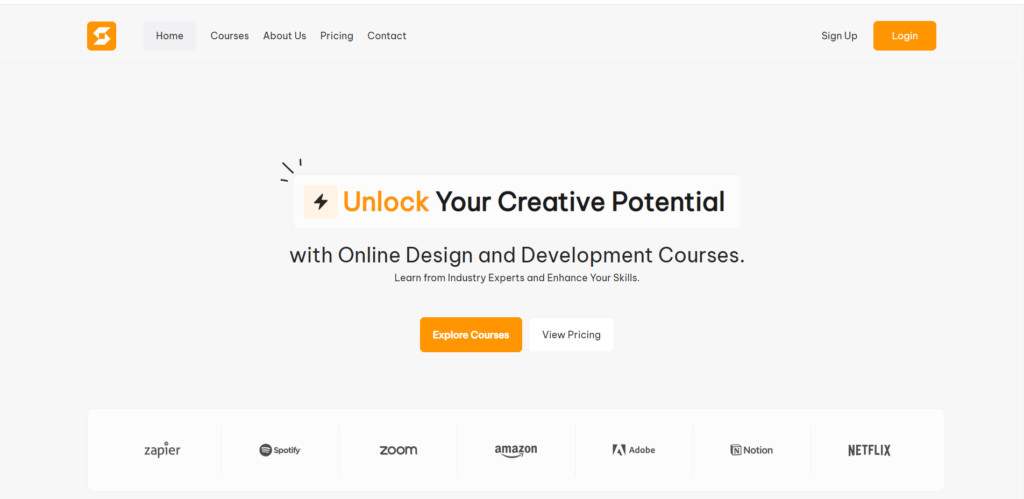 Home Courses About Us Pricing Contact Sign Up Login
Unlock Your Creative Potential
with Online Design and Development Courses.
Learn from Industry Experts and Enhance Your Skills.
Explore Courses View Pricing
zapier Spotify zoom amazon Adobe Notion NETFLIX